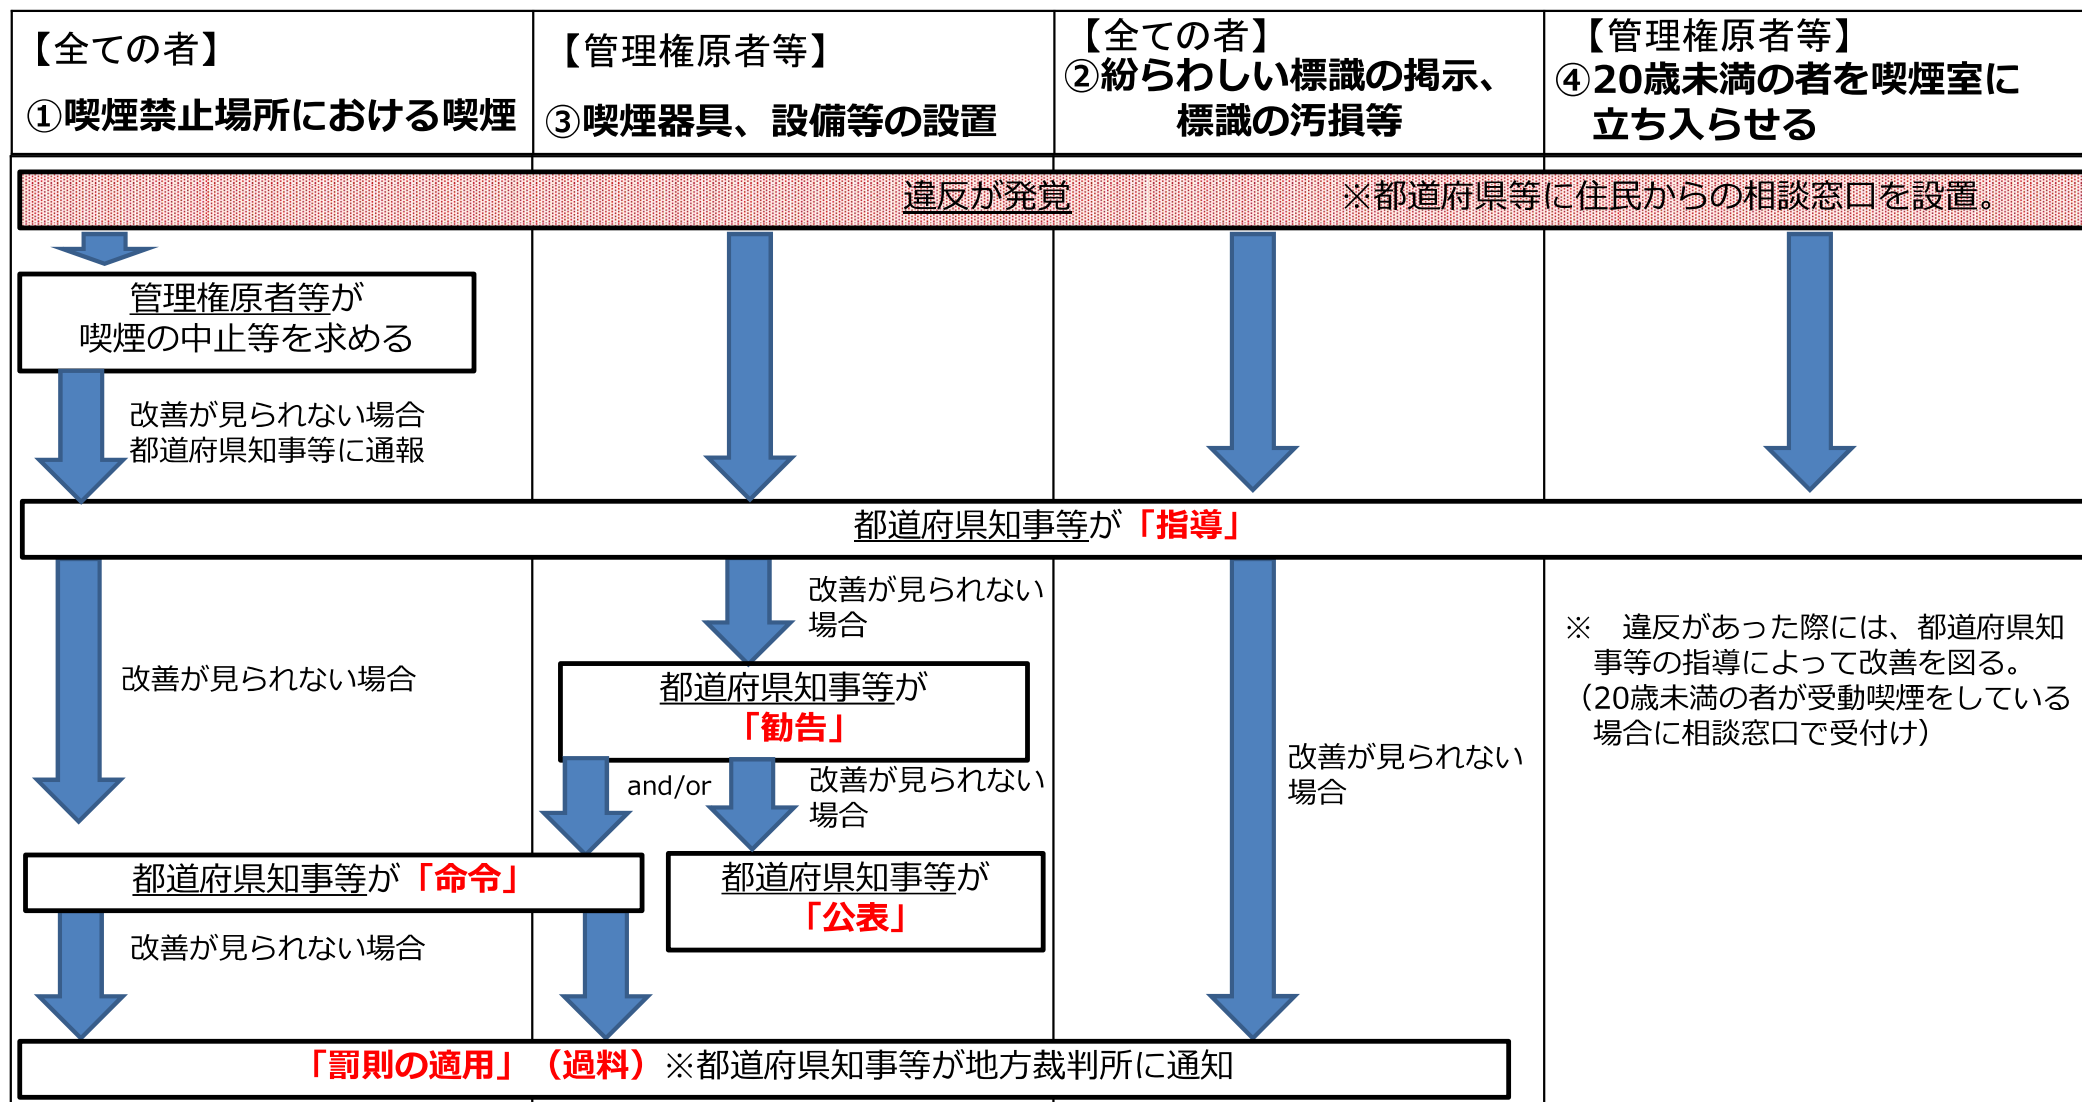 【全ての者】
①喫煙禁止場所における喫煙
【管理権原者等】
③喫煙器具、設備等の設置
【全ての者】
②紛らわしい標識の掲示、
標識の汚損等
【管理権原者等】
④20歳未満の者を喫煙室に
立ち入らせる
違反が発覚 ※都道府県等に住民からの相談窓口を設置。
管理権原者等が
喫煙の中止等を求める
改善が見られない場合
都道府県知事等に通報
都道府県知事等が「指導」
改善が見られない場合
改善が見られない
場合
都道府県知事等が
「勧告」
and/or
改善が見られない
場合
都道府県知事等が「命令」
都道府県知事等が
「公表」
改善が見られない場合
改善が見られない
場合
※ 違反があった際には、都道府県知
事等の指導によって改善を図る。
（20歳未満の者が受動喫煙をしている
場合に相談窓口で受付け）
「罰則の適用」（過料）※都道府県知事等が地方裁判所に通知